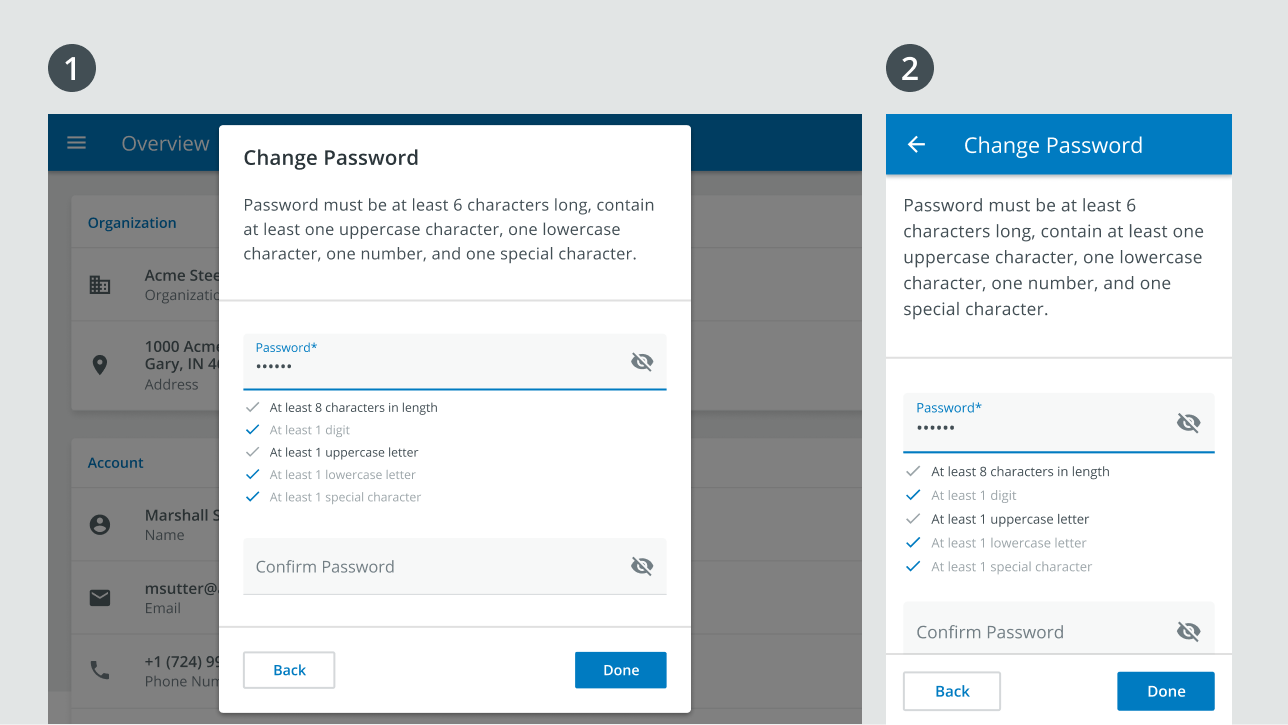 1
2
Overview
Organization
Acme Stee
Organizatio
1000 Acme
Gary, IN 46
Address
Account
Marshall S
Name
msutter@
Email
+1 (724) 99
Phone Num
Change Password
Password must be at least 6 characters long, contain
at least one uppercase character, one lowercase
character, one number, and one special character.
Password*
••••••
At least 8 characters in length
At least 1 digit
At least 1 uppercase letter
At least 1 lowercase letter
At least 1 special character
Confirm Password
Back
Done
Change Password
Password must be at least 6
characters long, contain at least one
uppercase character, one lowercase
character, one number, and one
special character.
Password*
••••••
At least 8 characters in length
At least 1 digit
At least 1 uppercase letter
At least 1 lowercase letter
At least 1 special character
Confirm Password
Back
Done